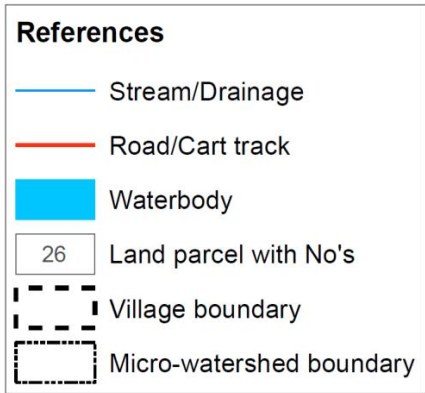 References
Stream/Drainage
Road/Cart track
Waterbody
26 Land parcel with No's
Village boundary
Micro-watershed boundary